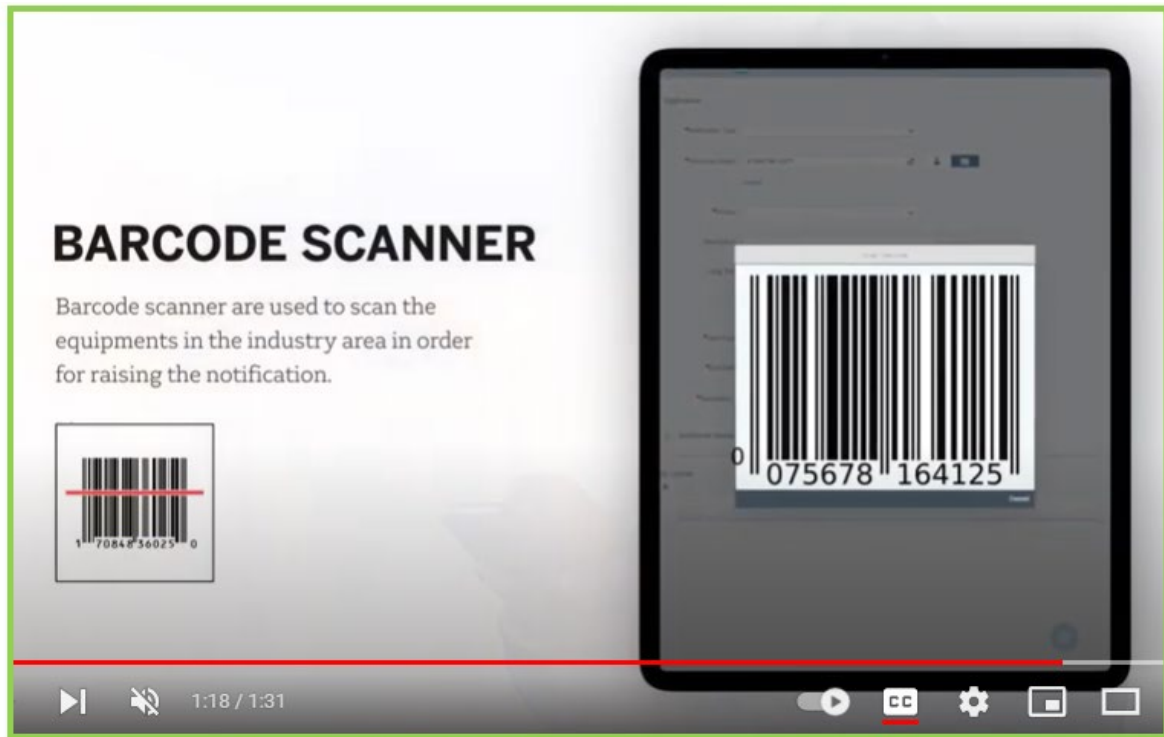 BARCODE SCANNER
Barcode scanner are used to scan the
equipments in the industry area in order
for raising the notification.
1 70848 36025 0
0 075678 164125
1:18 / 1:31
CC